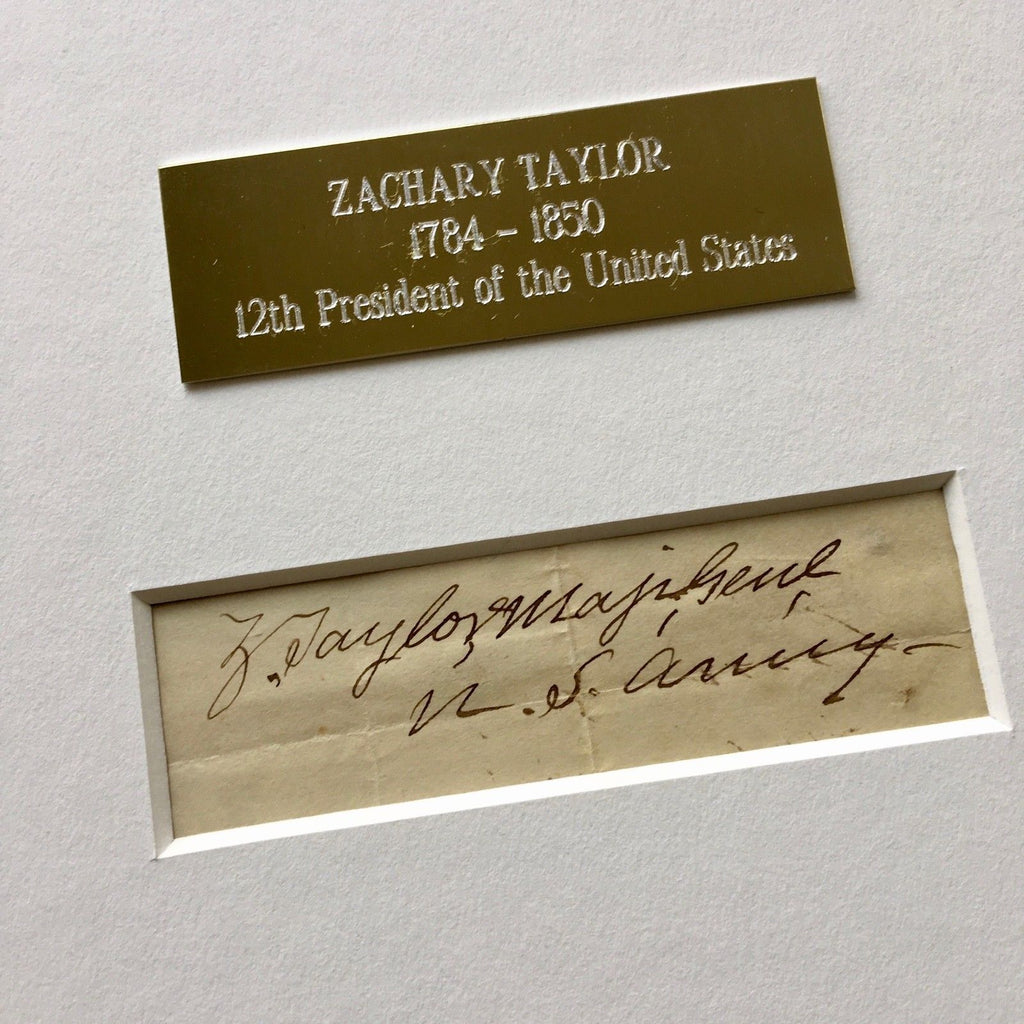 ZACHARY TAYLOR
1784 – 1850
12th President of the United States
Z. Taylor, Maj: Genl
U. S. Army –